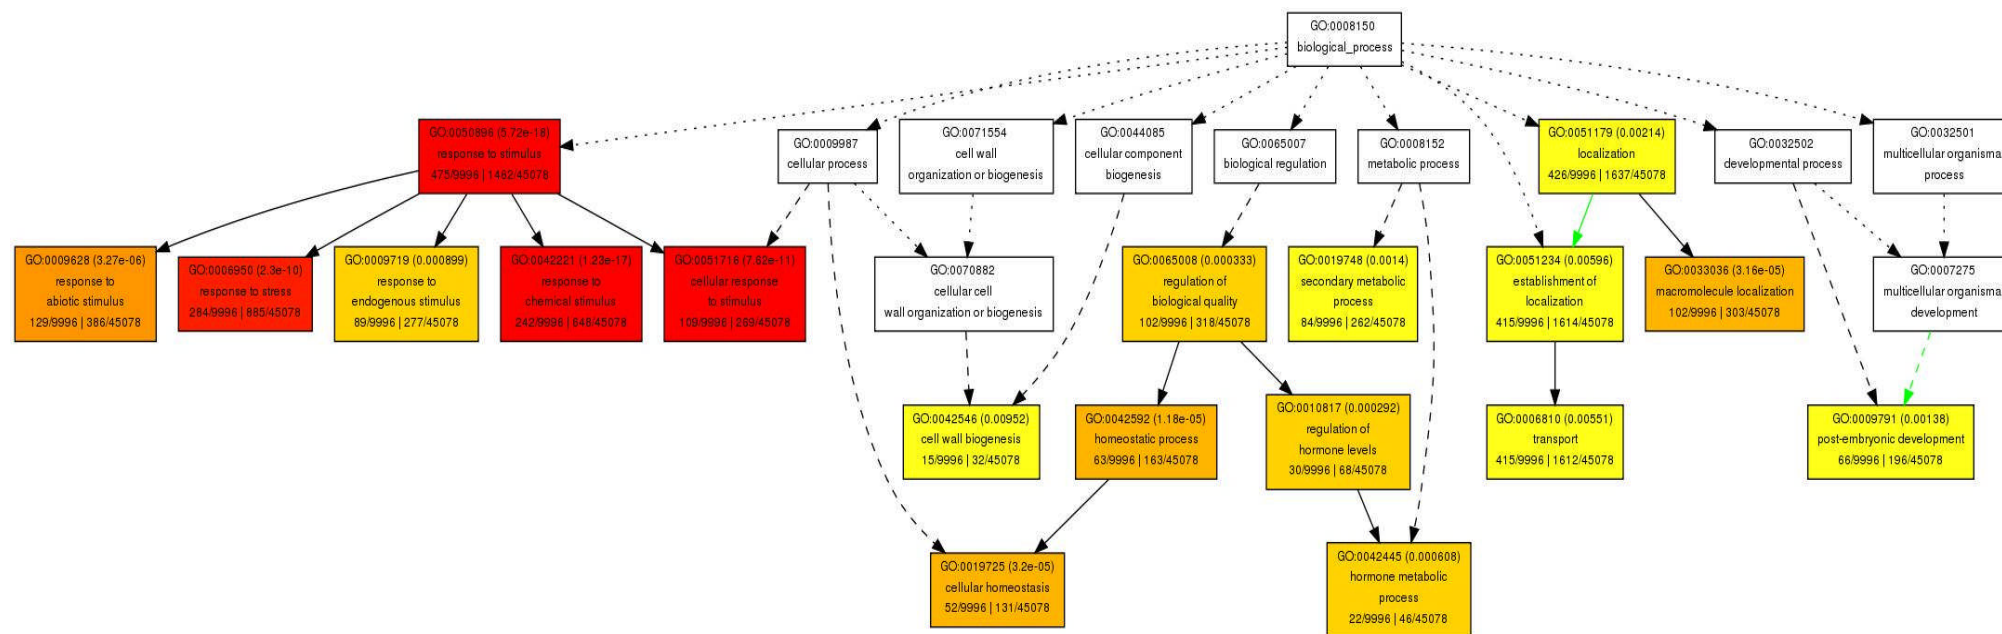 GO:0008150
biological_process
GO:0050896 (5.72e-18)
response to stimulus
475/9996 | 1462/45078
GO:0009987
cellular process
GO:0071554
cell wall
organization or biogenesis
GO:0044085
cellular component
biogenesis
GO:0065007
biological regulation
GO:0008152
metabolic process
GO:0051179 (0.00214)
localization
426/9996 | 1637/45078
GO:0032502
developmental process
GO:0032501
multicellular organisma
process
GO:0009628 (3.27e-06)
response to
abiotic stimulus
129/9996 | 386/45078
GO:0006950 (2.3e-10)
response to stress
284/9996 | 885/45078
GO:0009719 (0.000899)
response to
endogenous stimulus
89/9996 | 277/45078
GO:0042221 (1.23e-17)
response to
chemical stimulus
242/9996 | 648/45078
GO:0051716 (7.62e-11)
cellular response
to stimulus
109/9996 | 269/45078
GO:0070882
cellular cell
wall organization or biogenesis
GO:0065008 (0.000333)
regulation of
biological quality
102/9996 | 318/45078
GO:0019748 (0.0014)
secondary metabolic
process
84/9996 | 262/45078
GO:0051234 (0.00596)
establishment of
localization
415/9996 | 1614/45078
GO:0033036 (3.16e-05)
macromolecule localization
102/9996 | 303/45078
GO:0007275
multicellular organisma
development
GO:0042546 (0.00952)
cell wall biogenesis
15/9996 | 32/45078
GO:0042592 (1.18e-05)
homeostatic process
63/9996 | 163/45078
GO:0010817 (0.000292)
regulation of
hormone levels
30/9996 | 68/45078
GO:0006810 (0.00551)
transport
415/9996 | 1612/45078
GO:0009791 (0.00138)
post-embryonic development
66/9996 | 196/45078
GO:0019725 (3.2e-05)
cellular homeostasis
52/9996 | 131/45078
GO:0042445 (0.000608)
hormone metabolic
process
22/9996 | 46/45078